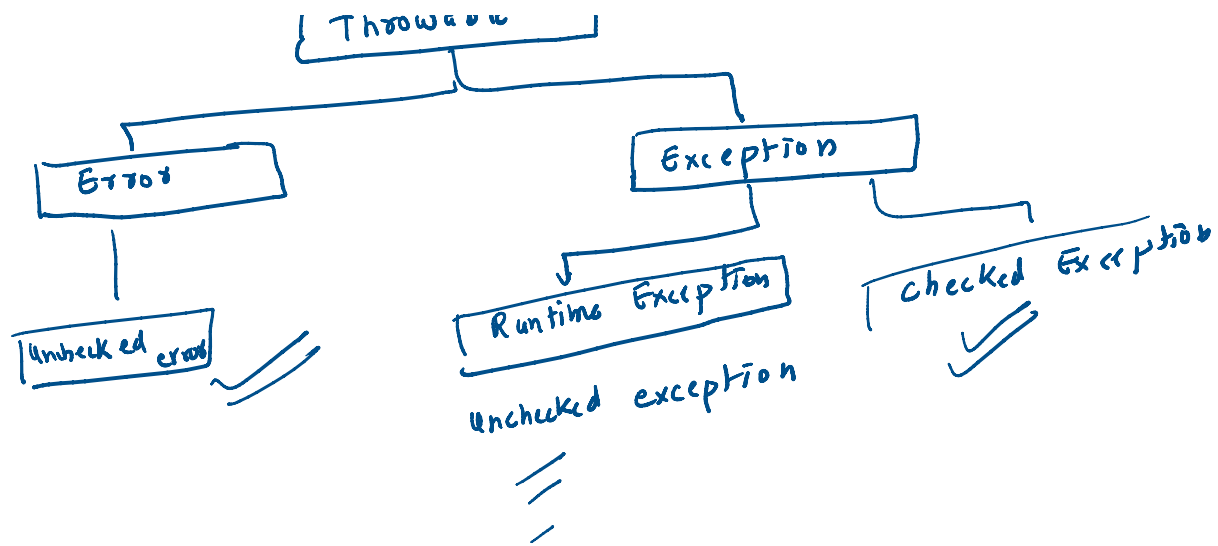 Throwable
Error
Exception
Runtime Exception
checked Exception
unchecked error
unchecked exception